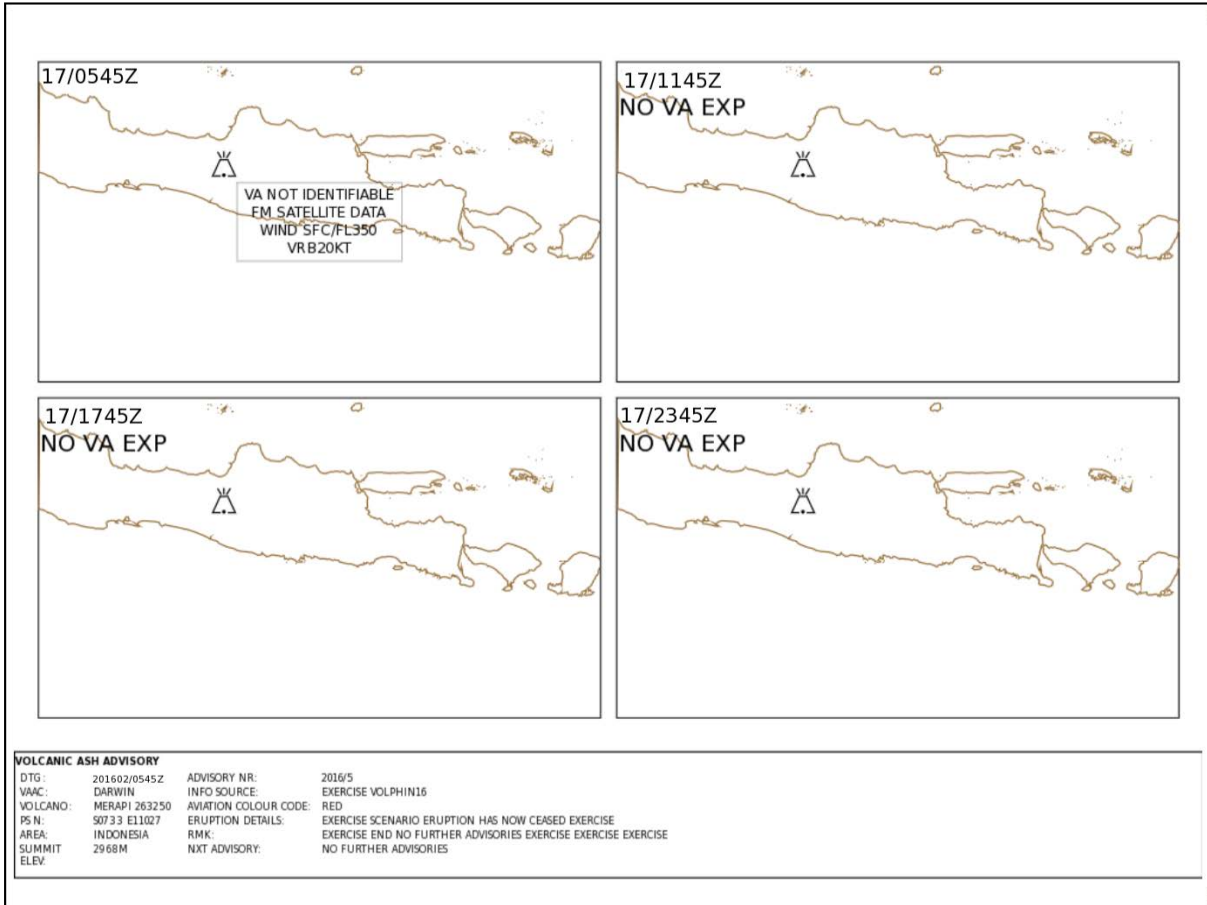 17/0545Z
VA NOT IDENTIFIABLE
FM SATELLITE DATA
WIND SFC/FL350
VRB20KT
17/1145Z
NO VA EXP
17/1745Z
NO VA EXP
17/2345Z
NO VA EXP
VOLCANIC ASH ADVISORY
DTG: 201602/0545Z ADVISORY NR: 2016/5
VAAC: DARWIN INFO SOURCE: EXERCISE VOLPHIN16
VOLCANO: MERAPI 263250 AVIATION COLOUR CODE: RED
PSN: S0733 E11027 ERUPTION DETAILS: EXERCISE SCENARIO ERUPTION HAS NOW CEASED EXERCISE
AREA: INDONESIA RMK: EXERCISE END NO FURTHER ADVISORIES EXERCISE EXERCISE EXERCISE
SUMMIT 2968M NXT ADVISORY: NO FURTHER ADVISORIES
ELEV: